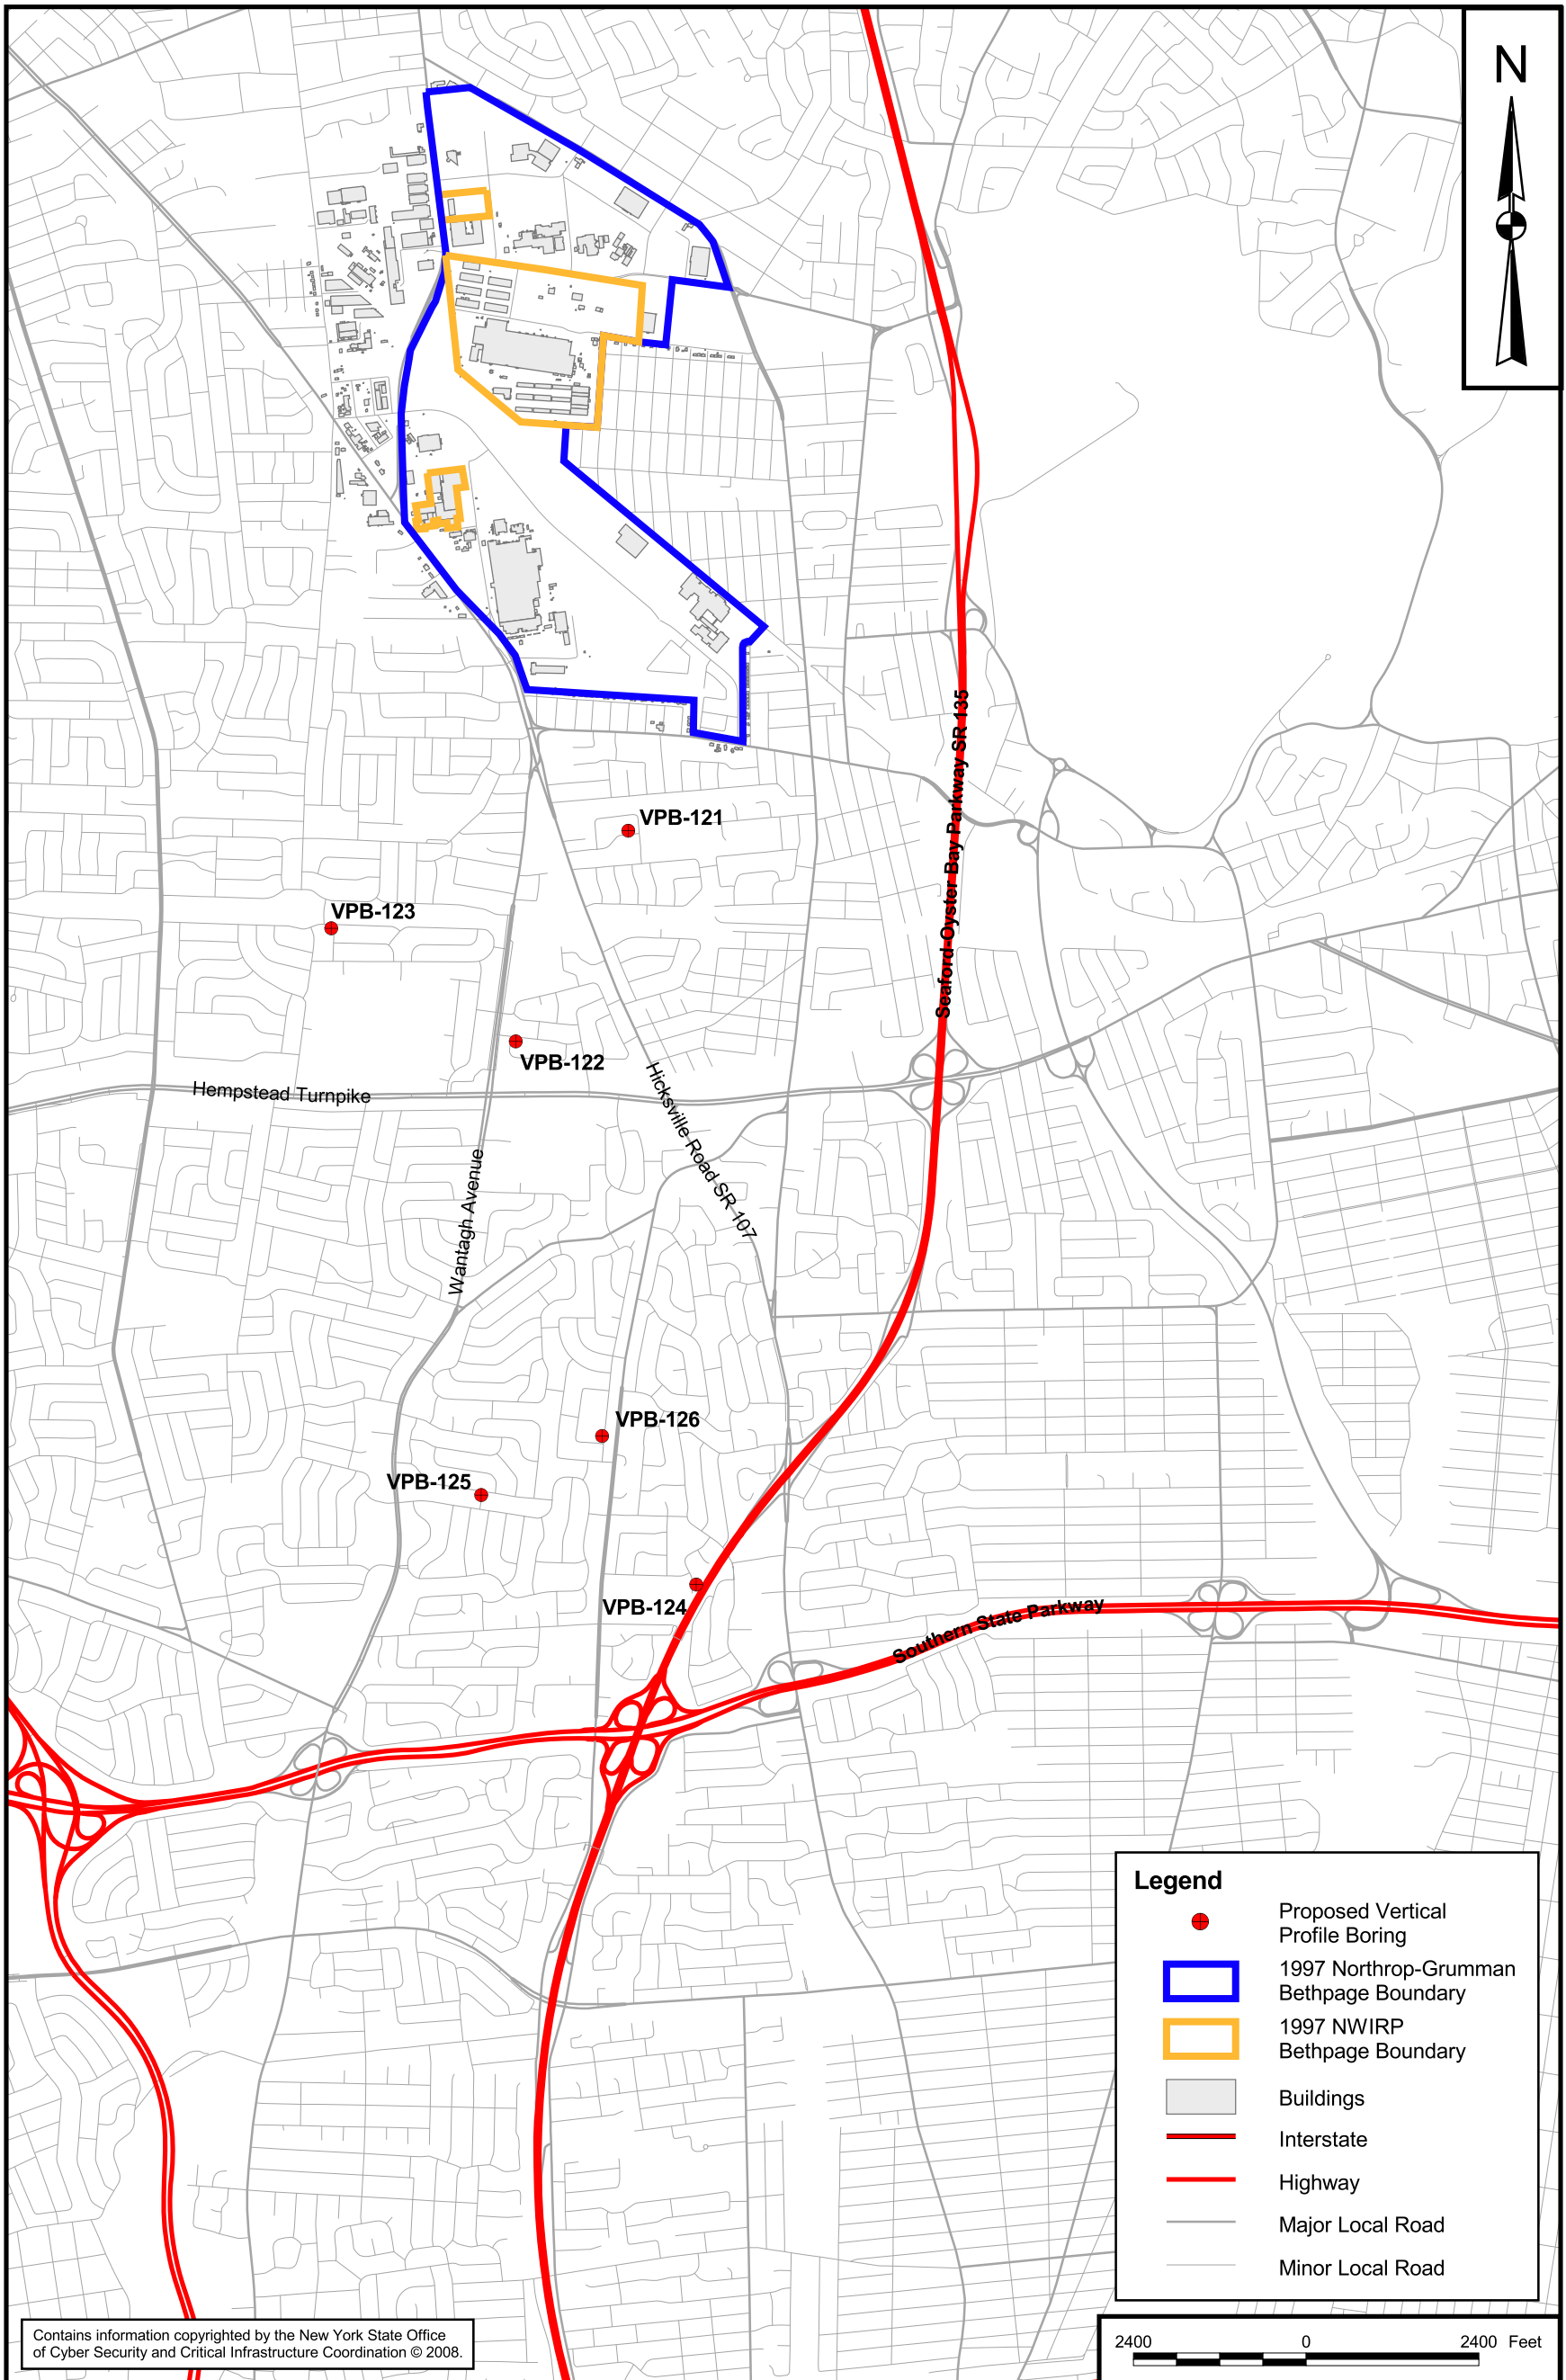 N
Seaford-Oyster Bay Parkway SR 135
VPB-121
VPB-123
VPB-122
Hempstead Turnpike
Hicksville Road SR 107
Wantagh Avenue
VPB-126
VPB-125
VPB-124
Southern State Parkway
Legend
Proposed Vertical
Profile Boring
1997 Northrop-Grumman
Bethpage Boundary
1997 NWIRP
Bethpage Boundary
Buildings
Interstate
Highway
Major Local Road
Minor Local Road
Contains information copyrighted by the New York State Office
of Cyber Security and Critical Infrastructure Coordination © 2008.
2400 0 2400 Feet